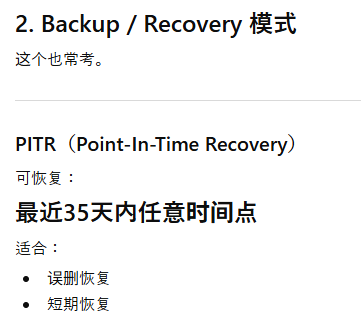 2. Backup / Recovery 模式
这个也常考。
PITR（Point-In-Time Recovery）
可恢复：
最近35天内任意时间点
适合：
• 误删恢复
• 短期恢复